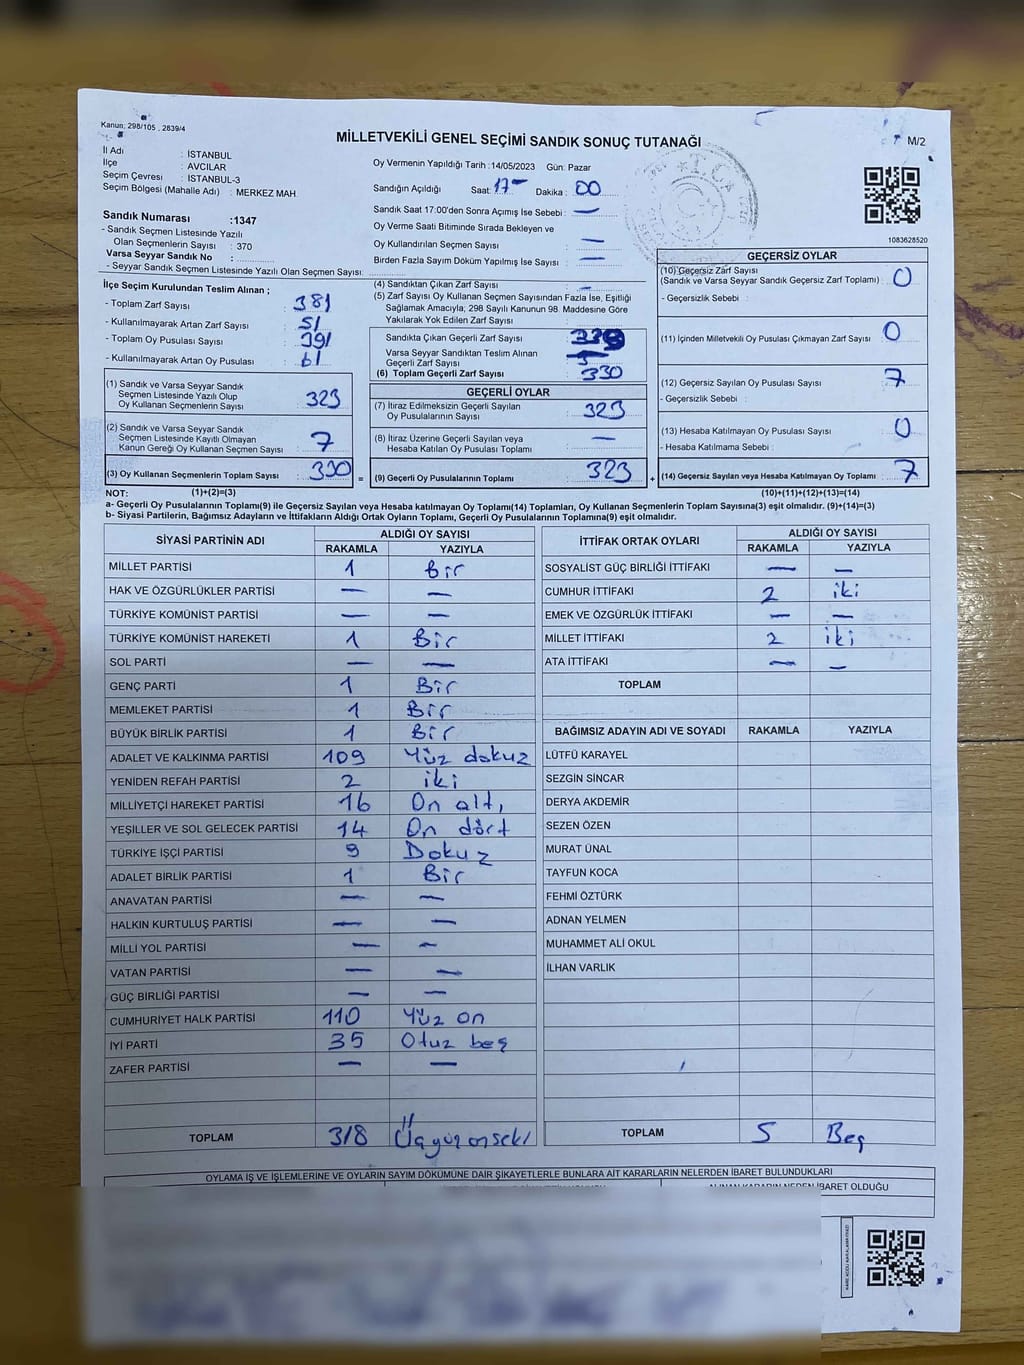 Kanun: 298/105 , 2839/4
MİLLETVEKİLİ GENEL SEÇİMİ SANDIK SONUÇ TUTANAĞI
M/2
İl Adı : İSTANBUL
İlçe : AVCILAR
Seçim Çevresi : İSTANBUL-3
Seçim Bölgesi (Mahalle Adı) : MERKEZ MAH
Oy Vermenin Yapıldığı Tarih :14/05/2023 Gün: Pazar
Sandığın Açıldığı Saat: 17 Dakika: 00
Sandık Saat 17:00'den Sonra Açımış İse Sebebi : —
Oy Verme Saati Bitiminde Sırada Bekleyen ve
Oy Kullandırılan Seçmen Sayısı : —
Birden Fazla Sayım Döküm Yapılmış İse Sayısı : —
Sandık Numarası :1347
- Sandık Seçmen Listesinde Yazılı
Olan Seçmenlerin Sayısı : 370
Varsa Seyyar Sandık No :
- Seyyar Sandık Seçmen Listesinde Yazılı Olan Seçmen Sayısı:
1083628520
İlçe Seçim Kurulundan Teslim Alınan ;
- Toplam Zarf Sayısı : 381
- Kullanılmayarak Artan Zarf Sayısı : 51
- Toplam Oy Pusulası Sayısı : 391
- Kullanılmayarak Artan Oy Pusulası : 61
(1) Sandık ve Varsa Seyyar Sandık
Seçmen Listesinde Yazılı Olup
Oy Kullanan Seçmenlerin Sayısı : 323
(2) Sandık ve Varsa Seyyar Sandık
Seçmen Listesinde Kayıtlı Olmayan
Kanun Gereği Oy Kullanan Seçmen Sayısı : 7
(3) Oy Kullanan Seçmenlerin Toplam Sayısı : 330
(4) Sandıktan Çıkan Zarf Sayısı : —
(5) Zarf Sayısı Oy Kullanan Seçmen Sayısından Fazla İse, Eşitliği
Sağlamak Amacıyla; 298 Sayılı Kanunun 98. Maddesine Göre
Yakılarak Yok Edilen Zarf Sayısı :
Sandıkta Çıkan Geçerli Zarf Sayısı :
Varsa Seyyar Sandıktan Teslim Alınan
Geçerli Zarf Sayısı :
(6) Toplam Geçerli Zarf Sayısı : 330
GEÇERLİ OYLAR
(7) İtiraz Edilmeksizin Geçerli Sayılan
Oy Pusulalarının Sayısı : 323
(8) İtiraz Üzerine Geçerli Sayılan veya
Hesaba Katılan Oy Pusulası Toplamı : —
= (9) Geçerli Oy Pusulalarının Toplamı : 323
GEÇERSİZ OYLAR
(10) Geçersiz Zarf Sayısı
(Sandık ve Varsa Seyyar Sandık Geçersiz Zarf Toplamı) : 0
- Geçersizlik Sebebi :
(11) İçinden Milletvekili Oy Pusulası Çıkmayan Zarf Sayısı : 0
(12) Geçersiz Sayılan Oy Pusulası Sayısı : 7
- Geçersizlik Sebebi :
(13) Hesaba Katılmayan Oy Pusulası Sayısı : 0
- Hesaba Katılmama Sebebi :
+ (14) Geçersiz Sayılan veya Hesaba Katılmayan Oy Toplamı : 7
NOT: (1)+(2)=(3) (10)+(11)+(12)+(13)=(14)
a- Geçerli Oy Pusulalarının Toplamı(9) ile Geçersiz Sayılan veya Hesaba katılmayan Oy Toplamı(14) Toplamları, Oy Kullanan Seçmenlerin Toplam Sayısına(3) eşit olmalıdır. (9)+(14)=(3)
b- Siyasi Partilerin, Bağımsız Adayların ve İttifakların Aldığı Ortak Oyların Toplamı, Geçerli Oy Pusulalarının Toplamına(9) eşit olmalıdır.
SİYASİ PARTİNİN ADI ALDIĞI OY SAYISI
RAKAMLA YAZIYLA
MİLLET PARTİSİ 1 Bir
HAK VE ÖZGÜRLÜKLER PARTİSİ — —
TÜRKİYE KOMÜNİST PARTİSİ — —
TÜRKİYE KOMÜNİST HAREKETİ 1 Bir
SOL PARTİ — —
GENÇ PARTİ 1 Bir
MEMLEKET PARTİSİ 1 Bir
BÜYÜK BİRLİK PARTİSİ 1 Bir
ADALET VE KALKINMA PARTİSİ 109 Yüz dokuz
YENİDEN REFAH PARTİSİ 2 iki
MİLLİYETÇİ HAREKET PARTİSİ 16 On altı
YEŞİLLER VE SOL GELECEK PARTİSİ 14 On dört
TÜRKİYE İŞÇİ PARTİSİ 9 Dokuz
ADALET BİRLİK PARTİSİ 1 Bir
ANAVATAN PARTİSİ — —
HALKIN KURTULUŞ PARTİSİ — —
MİLLİ YOL PARTİSİ — —
VATAN PARTİSİ — —
GÜÇ BİRLİĞİ PARTİSİ — —
CUMHURİYET HALK PARTİSİ 110 Yüz on
İYİ PARTİ 35 Otuz beş
ZAFER PARTİSİ — —
TOPLAM 318 Üçyüzonseki
İTTİFAK ORTAK OYLARI ALDIĞI OY SAYISI
RAKAMLA YAZIYLA
SOSYALİST GÜÇ BİRLİĞİ İTTİFAKI — —
CUMHUR İTTİFAKI 2 iki
EMEK VE ÖZGÜRLÜK İTTİFAKI — —
MİLLET İTTİFAKI 2 iki
ATA İTTİFAKI — —
TOPLAM
BAĞIMSIZ ADAYIN ADI VE SOYADI RAKAMLA YAZIYLA
LÜTFÜ KARAYEL
SEZGİN SİNCAR
DERYA AKDEMİR
SEZEN ÖZEN
MURAT ÜNAL
TAYFUN KOCA
FEHMİ ÖZTÜRK
ADNAN YELMEN
MUHAMMET ALİ OKUL
İLHAN VARLIK
TOPLAM 5 Beş
OYLAMA İŞ VE İŞLEMLERİNE VE OYLARIN SAYIM DÖKÜMÜNE DAİR ŞİKAYETLERLE BUNLARA AİT KARARLARIN NELERDEN İBARET BULUNDUKLARI
ALINAN KARARIN NEDEN İBARET OLDUĞU